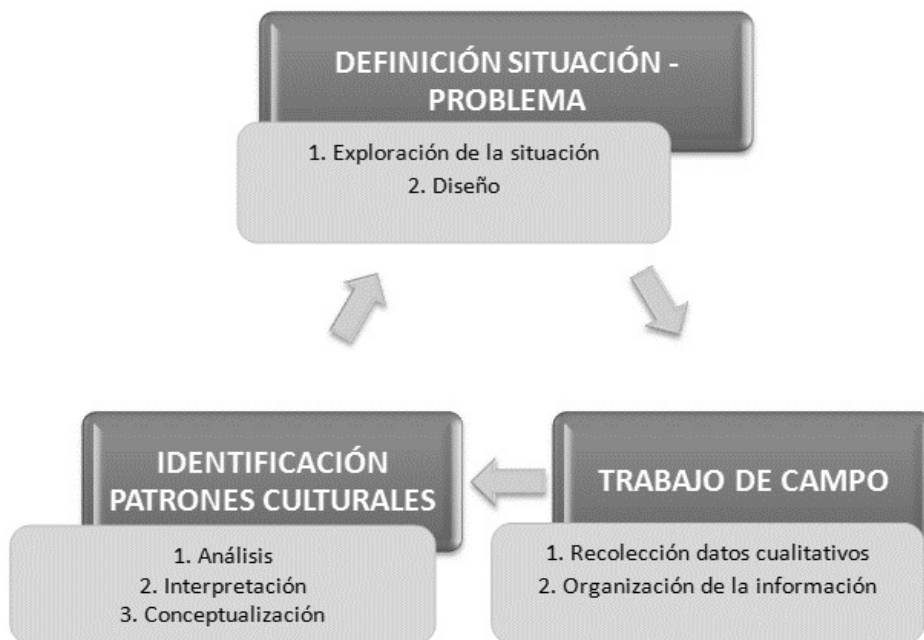 DEFINICIÓN SITUACIÓN -
PROBLEMA
1. Exploración de la situación
2. Diseño
IDENTIFICACIÓN
PATRONES CULTURALES
1. Análisis
2. Interpretación
3. Conceptualización
TRABAJO DE CAMPO
1. Recolección datos cualitativos
2. Organización de la información